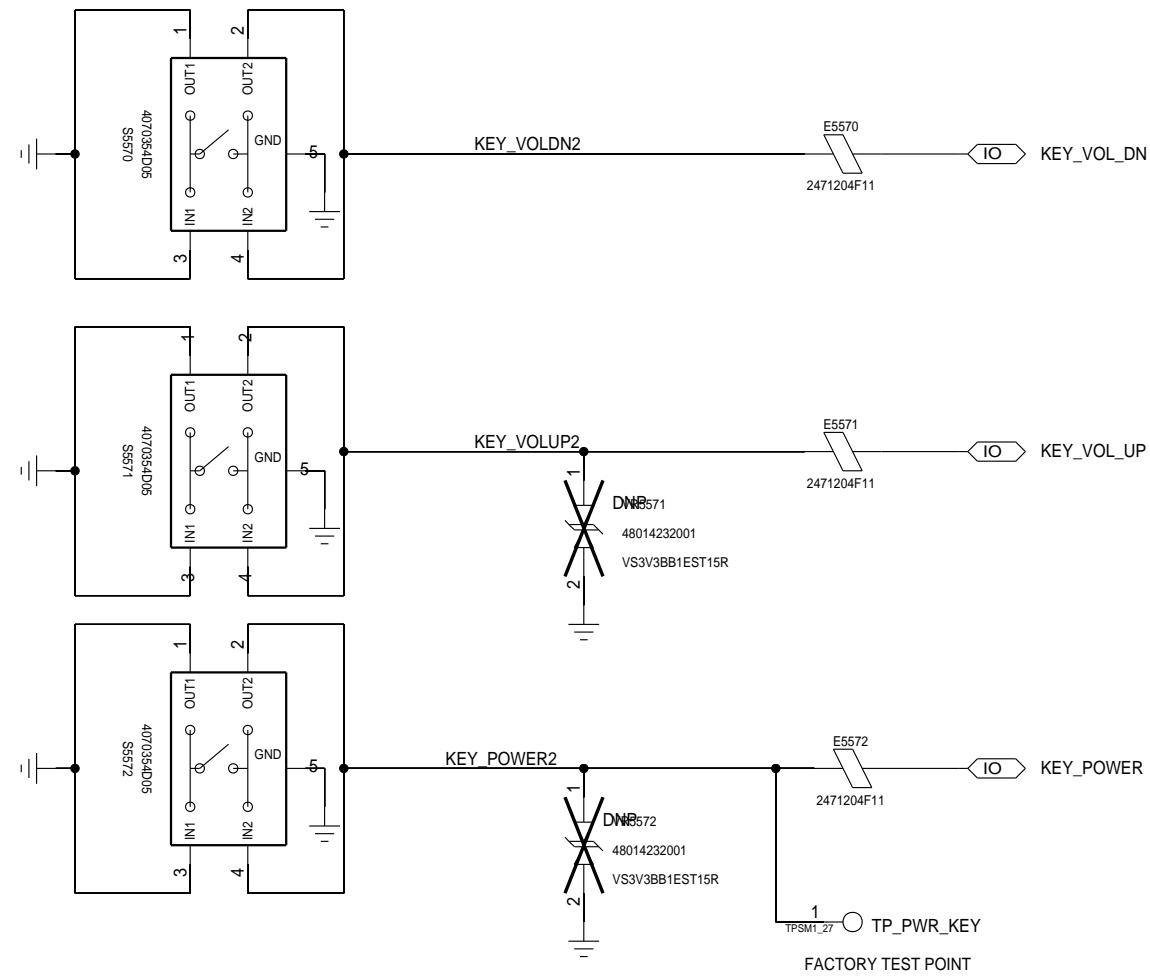 1
2
OUT1
OUT2
4070354D05
S5570
GND
5
IN1
IN2
3
4
KEY_VOLDN2
E5570
2471204F11
IO
KEY_VOL_DN
1
2
OUT1
OUT2
4070354D05
S5571
GND
5
IN1
IN2
3
4
KEY_VOLUP2
1
DNP
VR5571
48014232001
VS3V3BB1EST15R
2
E5571
2471204F11
IO
KEY_VOL_UP
1
2
OUT1
OUT2
4070354D05
S5572
GND
5
IN1
IN2
3
4
KEY_POWER2
1
DNP
VR5572
48014232001
VS3V3BB1EST15R
2
E5572
2471204F11
IO
KEY_POWER
1
TPSM1_27
TP_PWR_KEY
FACTORY TEST POINT